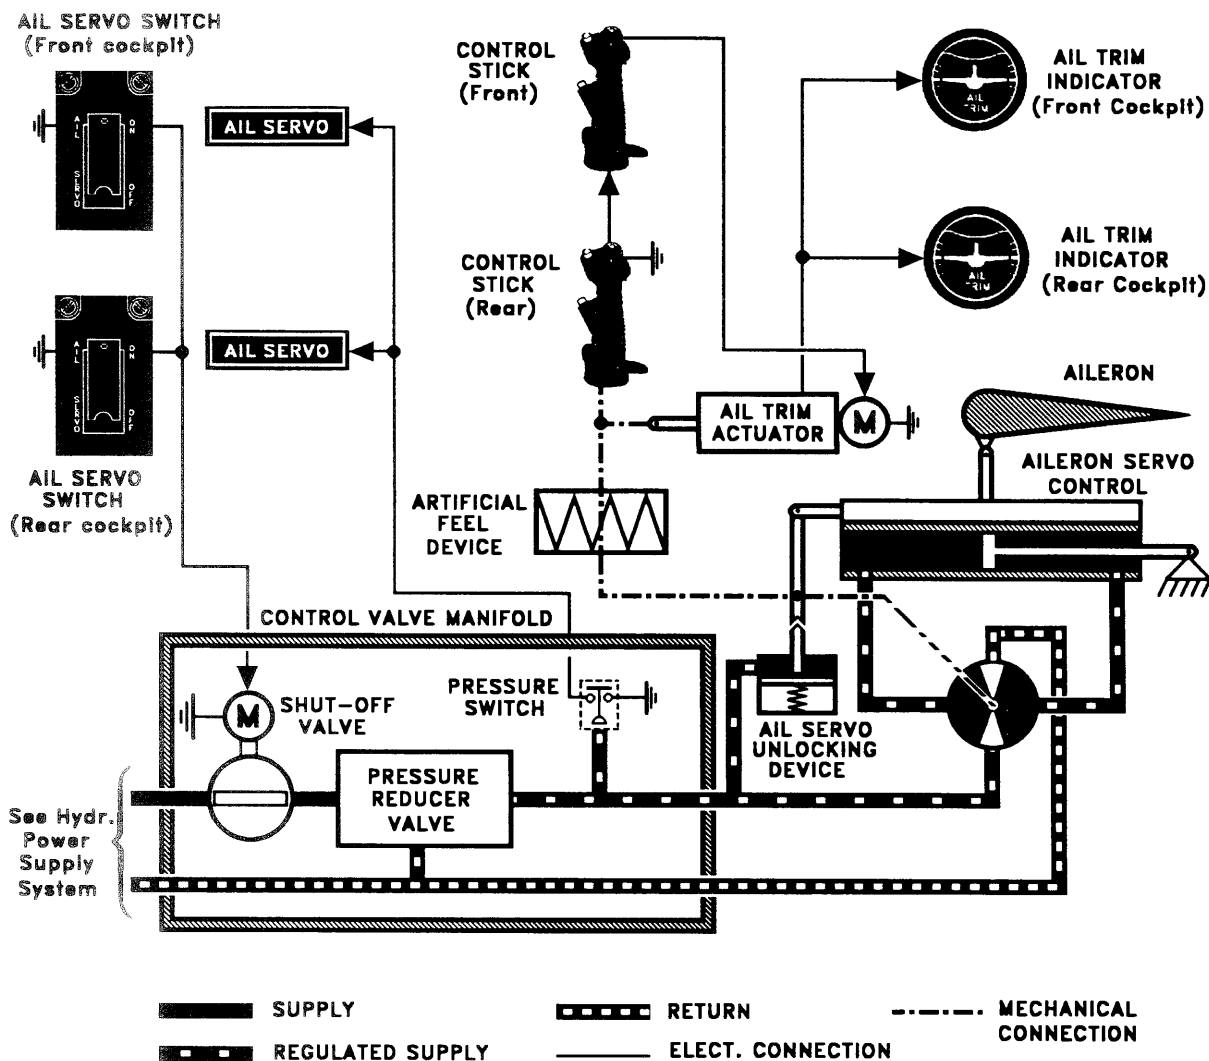 AIL SERVO SWITCH
(Front cockpit)
AIL
SERVO
ON
OFF
AIL SERVO
CONTROL
STICK
(Front)
AIL
TRIM
AIL TRIM
INDICATOR
(Front Cockpit)
AIL
SERVO
ON
OFF
AIL SERVO
CONTROL
STICK
(Rear)
AIL
TRIM
AIL TRIM
INDICATOR
(Rear Cockpit)
AIL SERVO
SWITCH
(Rear cockpit)
AIL TRIM
ACTUATOR
M
AILERON
AILERON SERVO
CONTROL
ARTIFICIAL
FEEL
DEVICE
CONTROL VALVE MANIFOLD
M
SHUT-OFF
VALVE
PRESSURE
SWITCH
AIL SERVO
UNLOCKING
DEVICE
PRESSURE
REDUCER
VALVE
See Hydr.
Power
Supply
System
SUPPLY
REGULATED SUPPLY
RETURN
ELECT. CONNECTION
MECHANICAL
CONNECTION